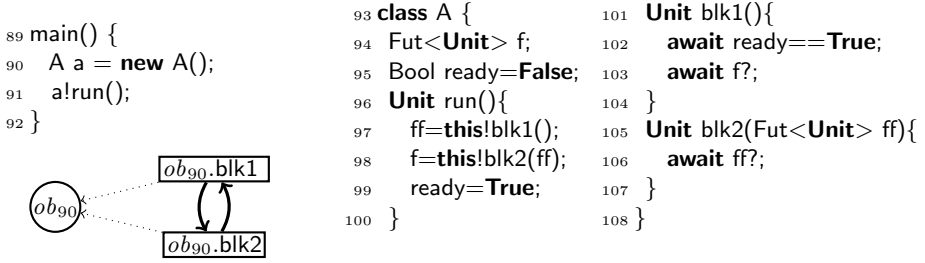 89 main() {
90 A a = new A();
91 a!run();
92 }
ob90
ob90.blk1
ob90.blk2
93 class A {
94 Fut<Unit> f;
95 Bool ready=False;
96 Unit run(){
97 ff=this!blk1();
98 f=this!blk2(ff);
99 ready=True;
100 }
101 Unit blk1(){
102 await ready==True;
103 await f?;
104 }
105 Unit blk2(Fut<Unit> ff){
106 await ff?;
107 }
108 }